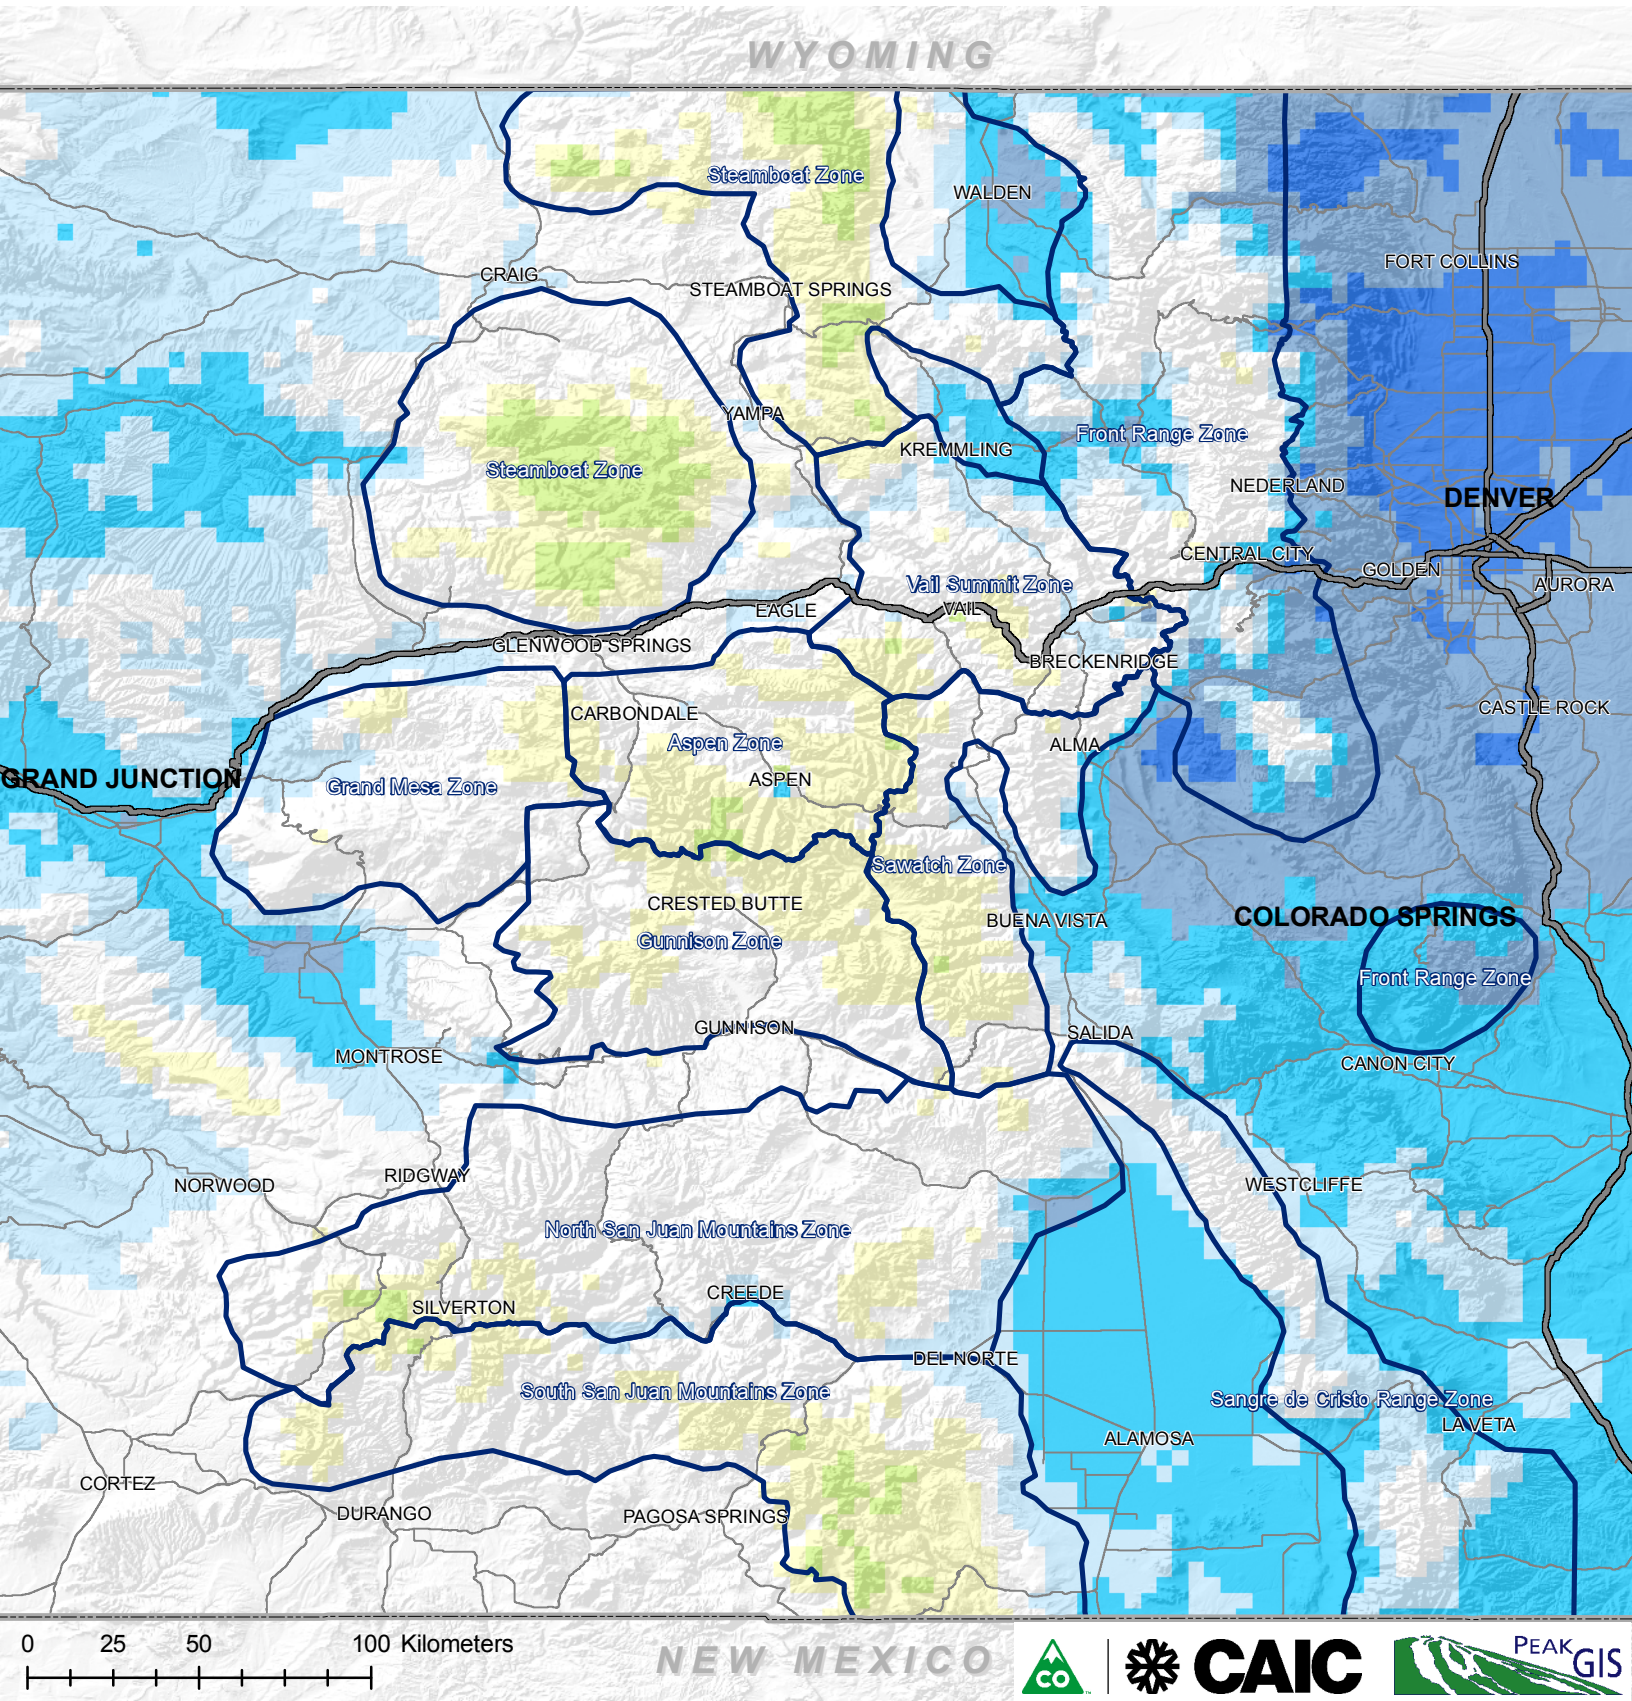 WYOMING
Steamboat Zone
WALDEN
FORT COLLINS
CRAIG
STEAMBOAT SPRINGS
YAMPA
Front Range Zone
KREMMLING
Steamboat Zone
NEDERLAND
DENVER
CENTRAL CITY
GOLDEN
AURORA
Vail Summit Zone
EAGLE
VAIL
GLENWOOD SPRINGS
BRECKENRIDGE
CASTLE ROCK
CARBONDALE
Aspen Zone
ALMA
GRAND JUNCTION
ASPEN
Grand Mesa Zone
Sawatch Zone
CRESTED BUTTE
BUENA VISTA
COLORADO SPRINGS
Gunnison Zone
Front Range Zone
GUNNISON
SALIDA
MONTROSE
CANON CITY
RIDGWAY
NORWOOD
WESTCLIFFE
North San Juan Mountains Zone
CREEDE
SILVERTON
DEL NORTE
South San Juan Mountains Zone
Sangre de Cristo Range Zone
LA VETA
ALAMOSA
CORTEZ
DURANGO
PAGOSA SPRINGS
0 25 50 100 Kilometers
NEW MEXICO
CO
CAIC
PEAK
GIS